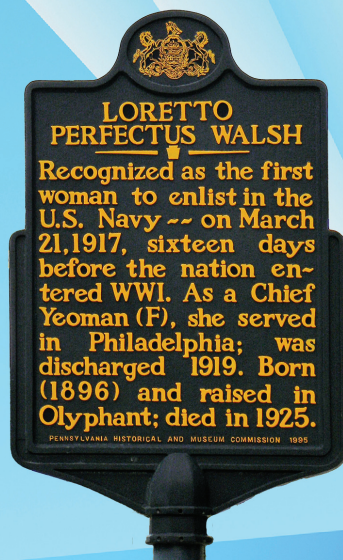 LORETTO
PERFECTUS WALSH
Recognized as the first
woman to enlist in the
U.S. Navy -- on March
21,1917, sixteen days
before the nation en-
tered WWI. As a Chief
Yeoman (F), she served
in Philadelphia; was
discharged 1919. Born
(1896) and raised in
Olyphant; died in 1925.
PENNSYLVANIA HISTORICAL AND MUSEUM COMMISSION 1995